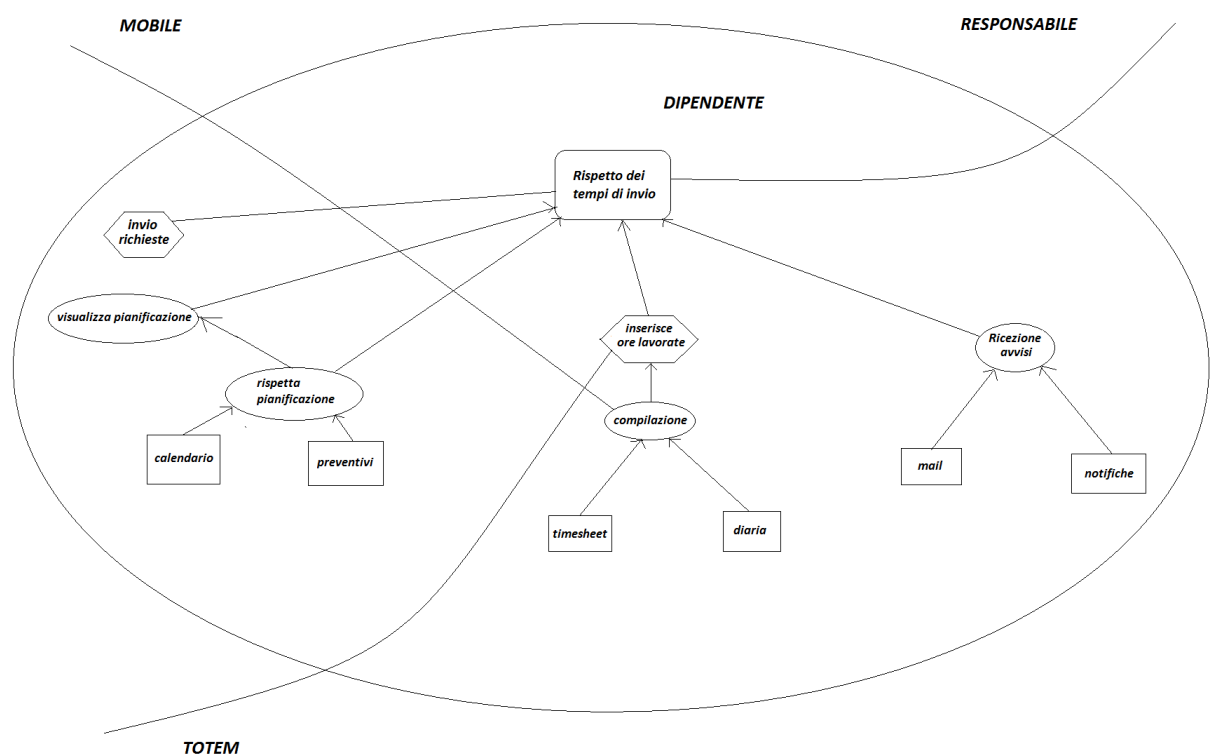 MOBILE
RESPONSABILE
DIPENDENTE
Rispetto dei
tempi di invio
invio
richieste
visualizza pianificazione
inserisce
ore lavorate
Ricezione
avvisi
rispetta
pianificazione
compilazione
calendario
preventivi
mail
notifiche
timesheet
diaria
TOTEM